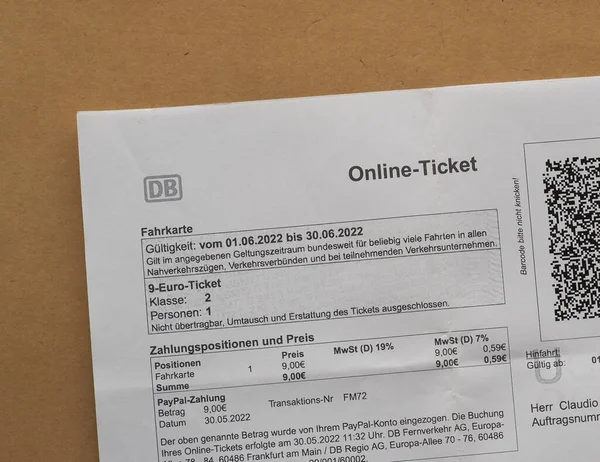 DB
Online-Ticket
Barcode bitte nicht knicken!
Fahrkarte
Gültigkeit: vom 01.06.2022 bis 30.06.2022
Gilt im angegebenen Geltungszeitraum bundesweit für beliebig viele Fahrten in allen
Nahverkehrszügen, Verkehrsverbünden und bei teilnehmenden Verkehrsunternehmen.
9-Euro-Ticket
Klasse: 2
Personen: 1
Nicht übertragbar, Umtausch und Erstattung des Tickets ausgeschlossen.
Zahlungspositionen und Preis
Positionen Preis MwSt (D) 19% MwSt (D) 7%
Fahrkarte 1 9,00€ 9,00€ 0,59€
Summe 9,00€ 9,00€ 0,59€
PayPal-Zahlung
Betrag 9,00€ Transaktions-Nr FM72
Datum 30.05.2022
Der oben genannte Betrag wurde von Ihrem PayPal-Konto eingezogen. Die Buchung
Ihres Online-Tickets erfolgte am 30.05.2022 11:32 Uhr. DB Fernverkehr AG, Europa-
78 - 84, 60486 Frankfurt am Main / DB Regio AG, Europa-Allee 70 - 76, 60486
Hinfahrt:
Gültig ab: 01
Herr Claudio
Auftragsnumm